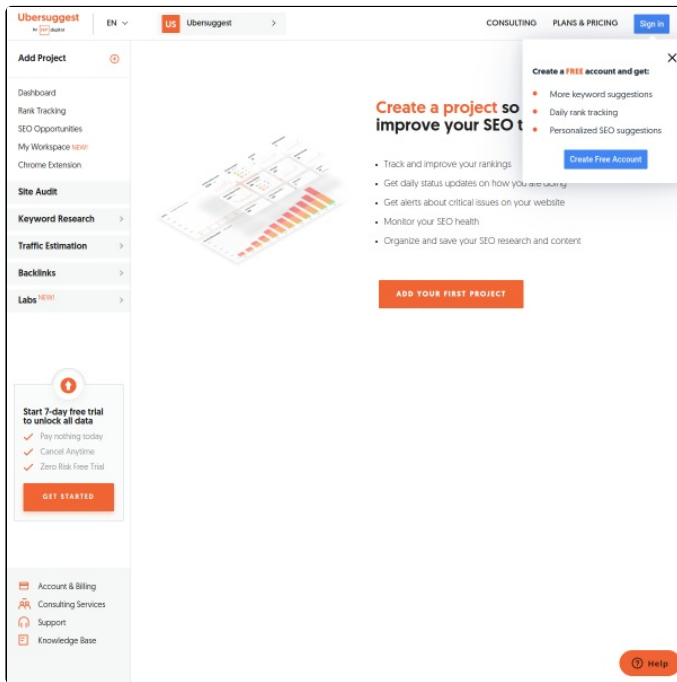 Ubersuggest
by NP digital
EN
US Ubersuggest
CONSULTING
PLANS & PRICING
Sign in
Add Project
Dashboard
Rank Tracking
SEO Opportunities
My Workspace NEW!
Chrome Extension
Site Audit
Keyword Research
Traffic Estimation
Backlinks
Labs NEW!
Start 7-day free trial
to unlock all data
Pay nothing today
Cancel Anytime
Zero Risk Free Trial
GET STARTED
Account & Billing
Consulting Services
Support
Knowledge Base
Create a project so
improve your SEO t
Track and improve your rankings
Get daily status updates on how you are doing
Get alerts about critical issues on your website
Monitor your SEO health
Organize and save your SEO research and content
ADD YOUR FIRST PROJECT
Create a FREE account and get:
More keyword suggestions
Daily rank tracking
Personalized SEO suggestions
Create Free Account
Help